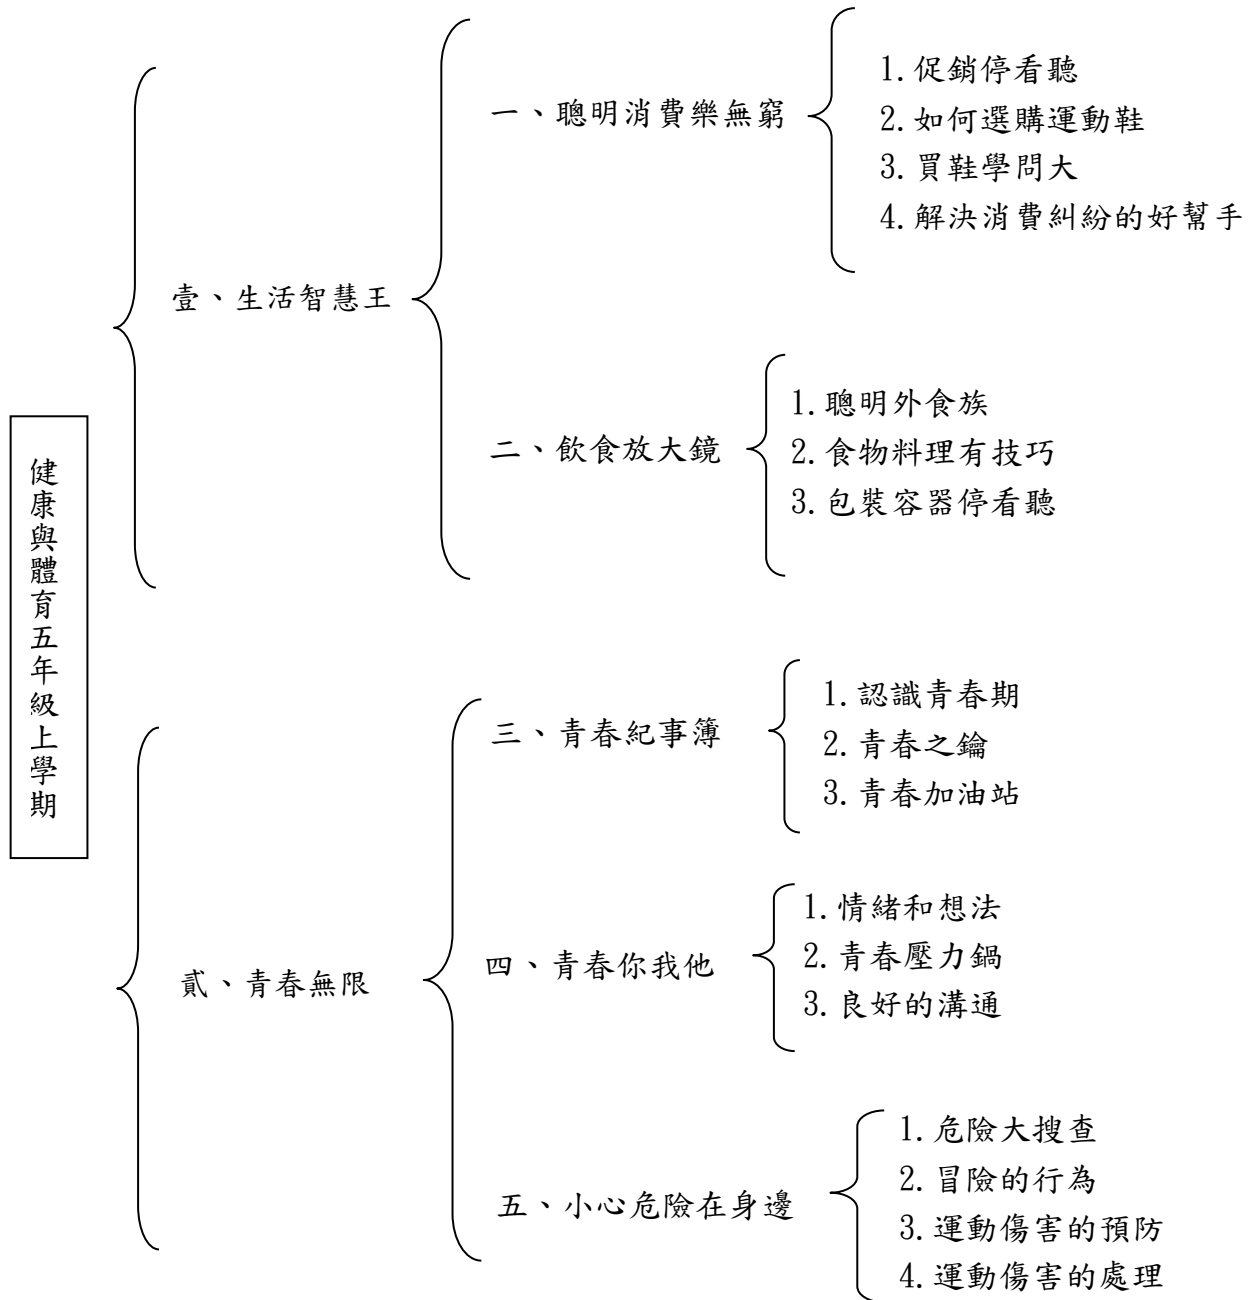 健康與體育五年級上學期
壹、生活智慧王
一、聰明消費樂無窮
1.促銷停看聽
2.如何選購運動鞋
3.買鞋學問大
4.解決消費糾紛的好幫手
二、飲食放大鏡
1.聰明外食族
2.食物料理有技巧
3.包裝容器停看聽
貳、青春無限
三、青春紀事簿
1.認識青春期
2.青春之鑰
3.青春加油站
四、青春你我他
1.情緒和想法
2.青春壓力鍋
3.良好的溝通
五、小心危險在身邊
1.危險大搜查
2.冒險的行為
3.運動傷害的預防
4.運動傷害的處理